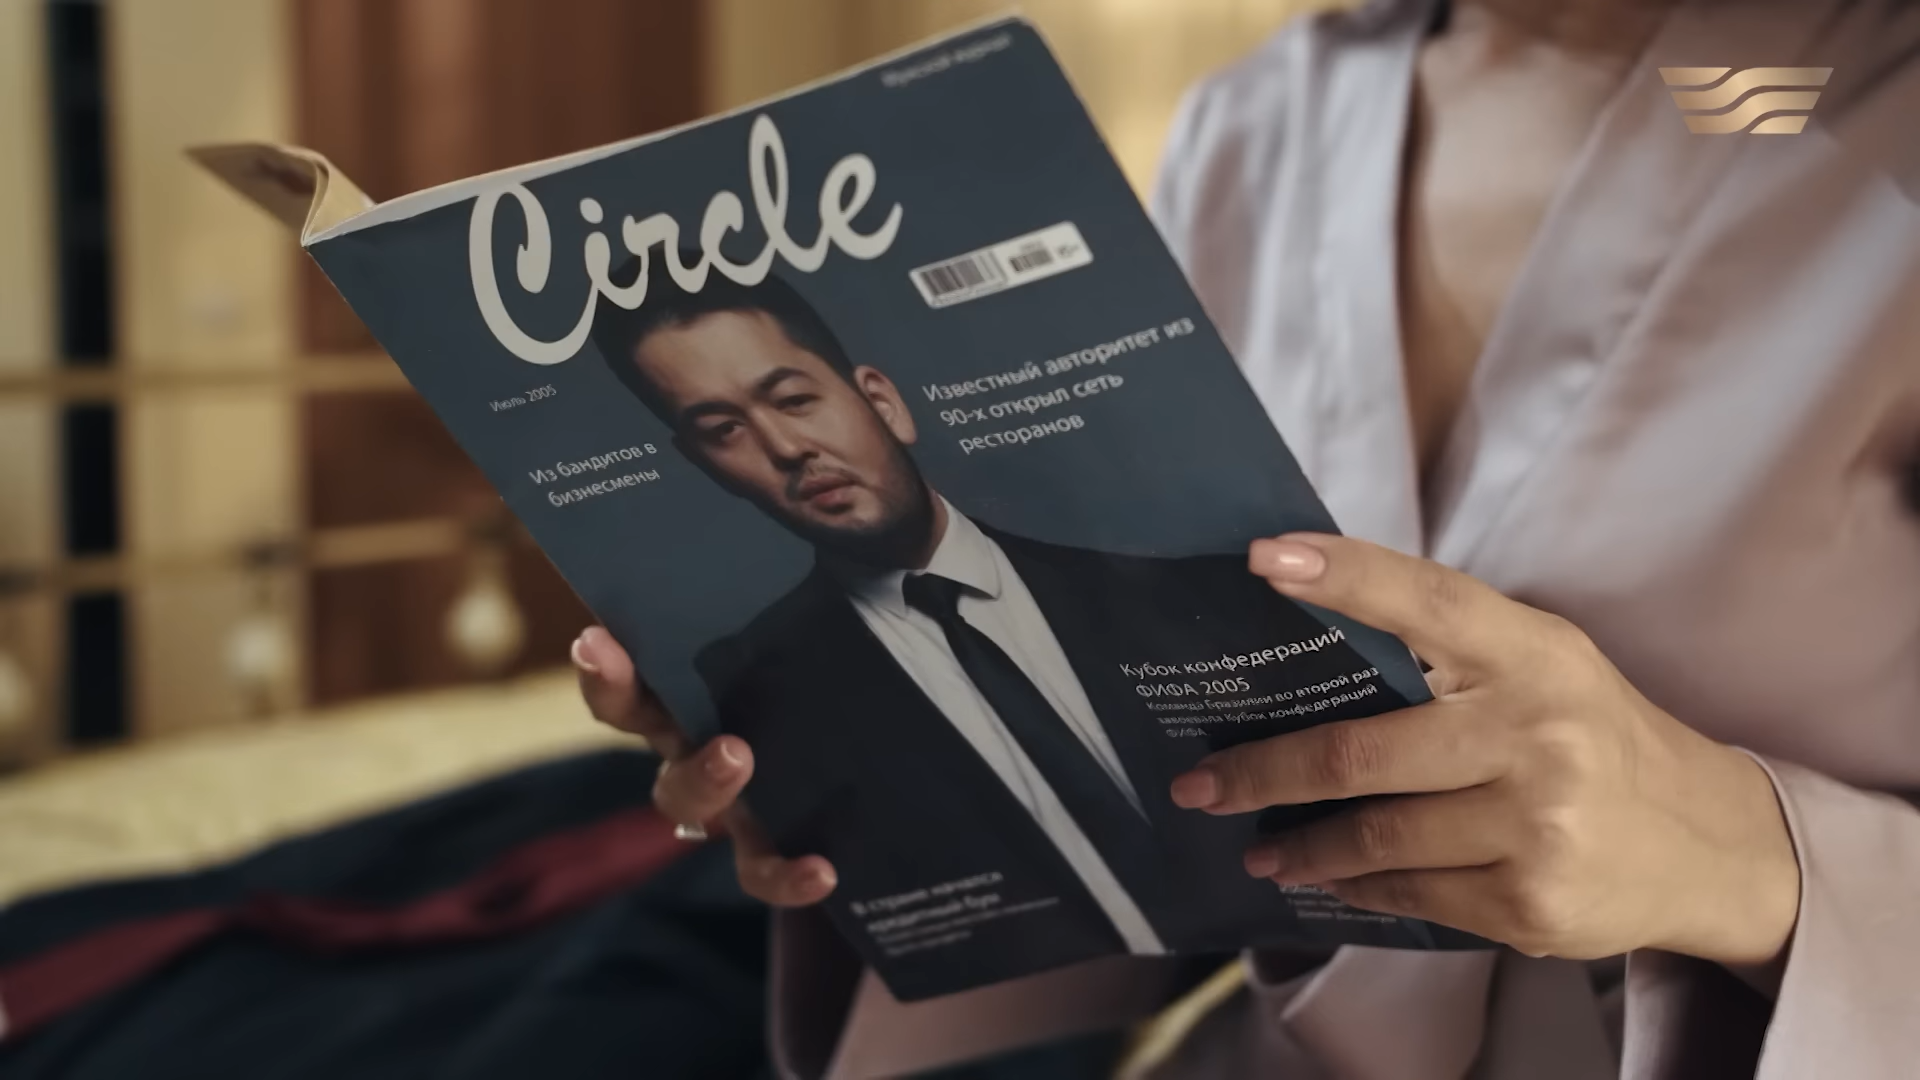 Circle
Июль 2005
Известный авторитет из
90-х открыл сеть
ресторанов
Из бандитов в
бизнесмены
Кубок конфедераций
ФИФА 2005
Команда Бразилии во второй раз
завоевала Кубок конфедераций
ФИФА
В стране начался
кредитный бум